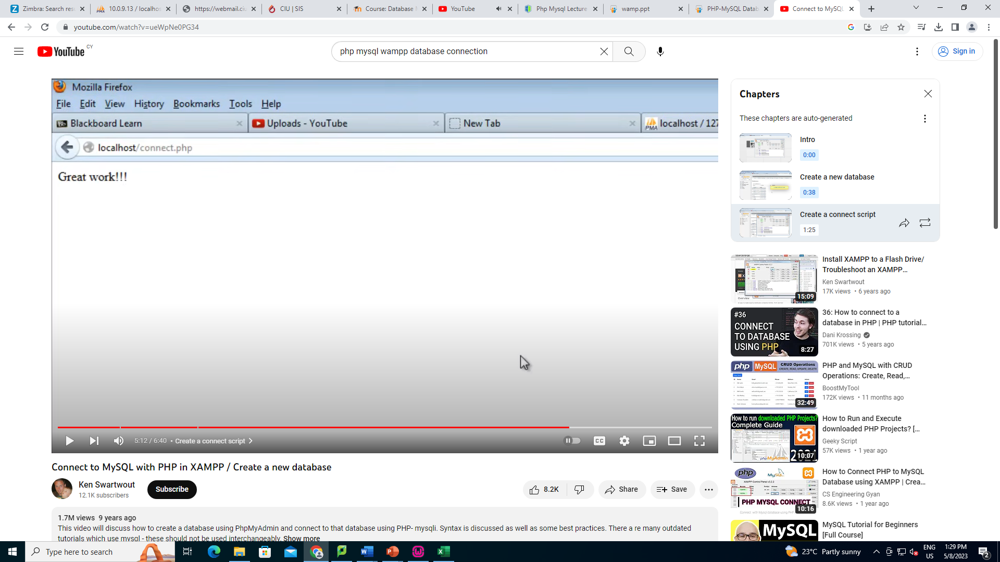 Zimbra: Search res
10.0.9.13 / localhos
https://webmail.ciu
CIU | SIS
Course: Database
YouTube
Php Mysql Lecture
wamp.ppt
PHP-MySQL Datab
Connect to MySQL
youtube.com/watch?v=ueWpNe0PG34
YouTube CY
php mysql wampp database connection
Sign in
Mozilla Firefox
File Edit View History Bookmarks Tools Help
Blackboard Learn
Uploads - YouTube
New Tab
localhost / 127
localhost/connect.php
Great work!!!
5:12 / 6:40 • Create a connect script
Connect to MySQL with PHP in XAMPP / Create a new database
Ken Swartwout
12.1K subscribers
Subscribe
8.2K
Share
Save
1.7M views 9 years ago
This video will discuss how to create a database using PhpMyAdmin and connect to that database using PHP- mysqli. Syntax is discussed as well as some best practices. There a re many outdated
tutorials which use mysql - these should not be used interchangeably. Show more
Chapters
These chapters are auto-generated
Intro
0:00
Create a new database
0:38
Create a connect script
1:25
15:09
Install XAMPP to a Flash Drive/
Troubleshoot an XAMPP…
Ken Swartwout
17K views • 6 years ago
#36
CONNECT
TO DATABASE
USING PHP
8:27
36: How to connect to a
database in PHP | PHP tutorial…
Dani Krossing
701K views • 5 years ago
php MySQL CRUD Operations
CREATE, READ, UPDATE, DELETE
32:49
PHP and MySQL with CRUD
Operations: Create, Read,…
BoostMyTool
172K views • 11 months ago
How to run downloaded PHP Projects?
Complete Guide
phpMyAdmin
10:07
How to Run and Execute
downloaded PHP Projects? [...
Geeky Script
57K views • 1 year ago
php MySQL
XAMPP Control Panel v3.2.2
PHP MYSQL CONNECT
10:16
How to Connect PHP to MySQL
Database using XAMPP | Crea…
CS Engineering Gyan
8.6K views • 1 year ago
MySQL
MySQL Tutorial for Beginners
[Full Course]
Type here to search
23°C Partly sunny
ENG
US
1:29 PM
5/8/2023
2